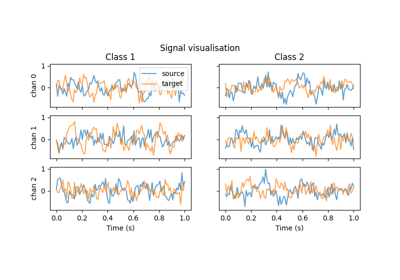 Signal visualisation
Class 1
Class 2
source
target
chan 0
1
0
chan 1
1
0
chan 2
1
0
0.0 0.2 0.4 0.6 0.8 1.0
0.0 0.2 0.4 0.6 0.8 1.0
Time (s)
Time (s)